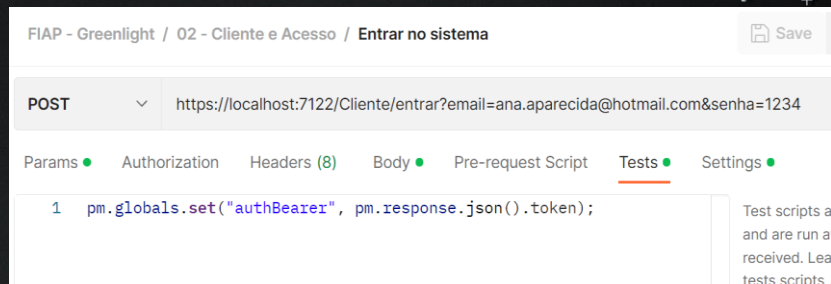 FIAP - Greenlight / 02 - Cliente e Acesso / Entrar no sistema
Save
POST
https://localhost:7122/Cliente/entrar?email=ana.aparecida@hotmail.com&senha=1234
Params Authorization Headers (8) Body Pre-request Script Tests Settings
1 pm.globals.set("authBearer", pm.response.json().token);
Test scripts a
and are run a
received. Lea
tests scripts